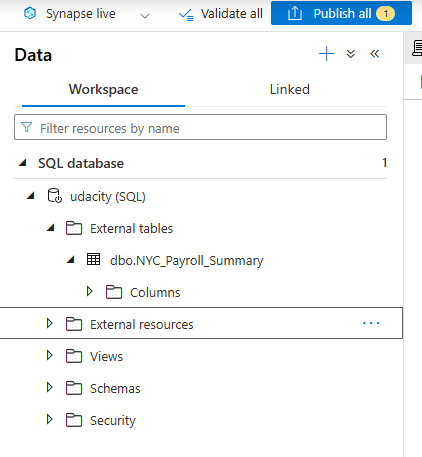 Synapse live Validate all Publish all 1
Data
Workspace Linked
Filter resources by name
SQL database 1
udacity (SQL)
External tables
dbo.NYC_Payroll_Summary
Columns
External resources ...
Views
Schemas
Security